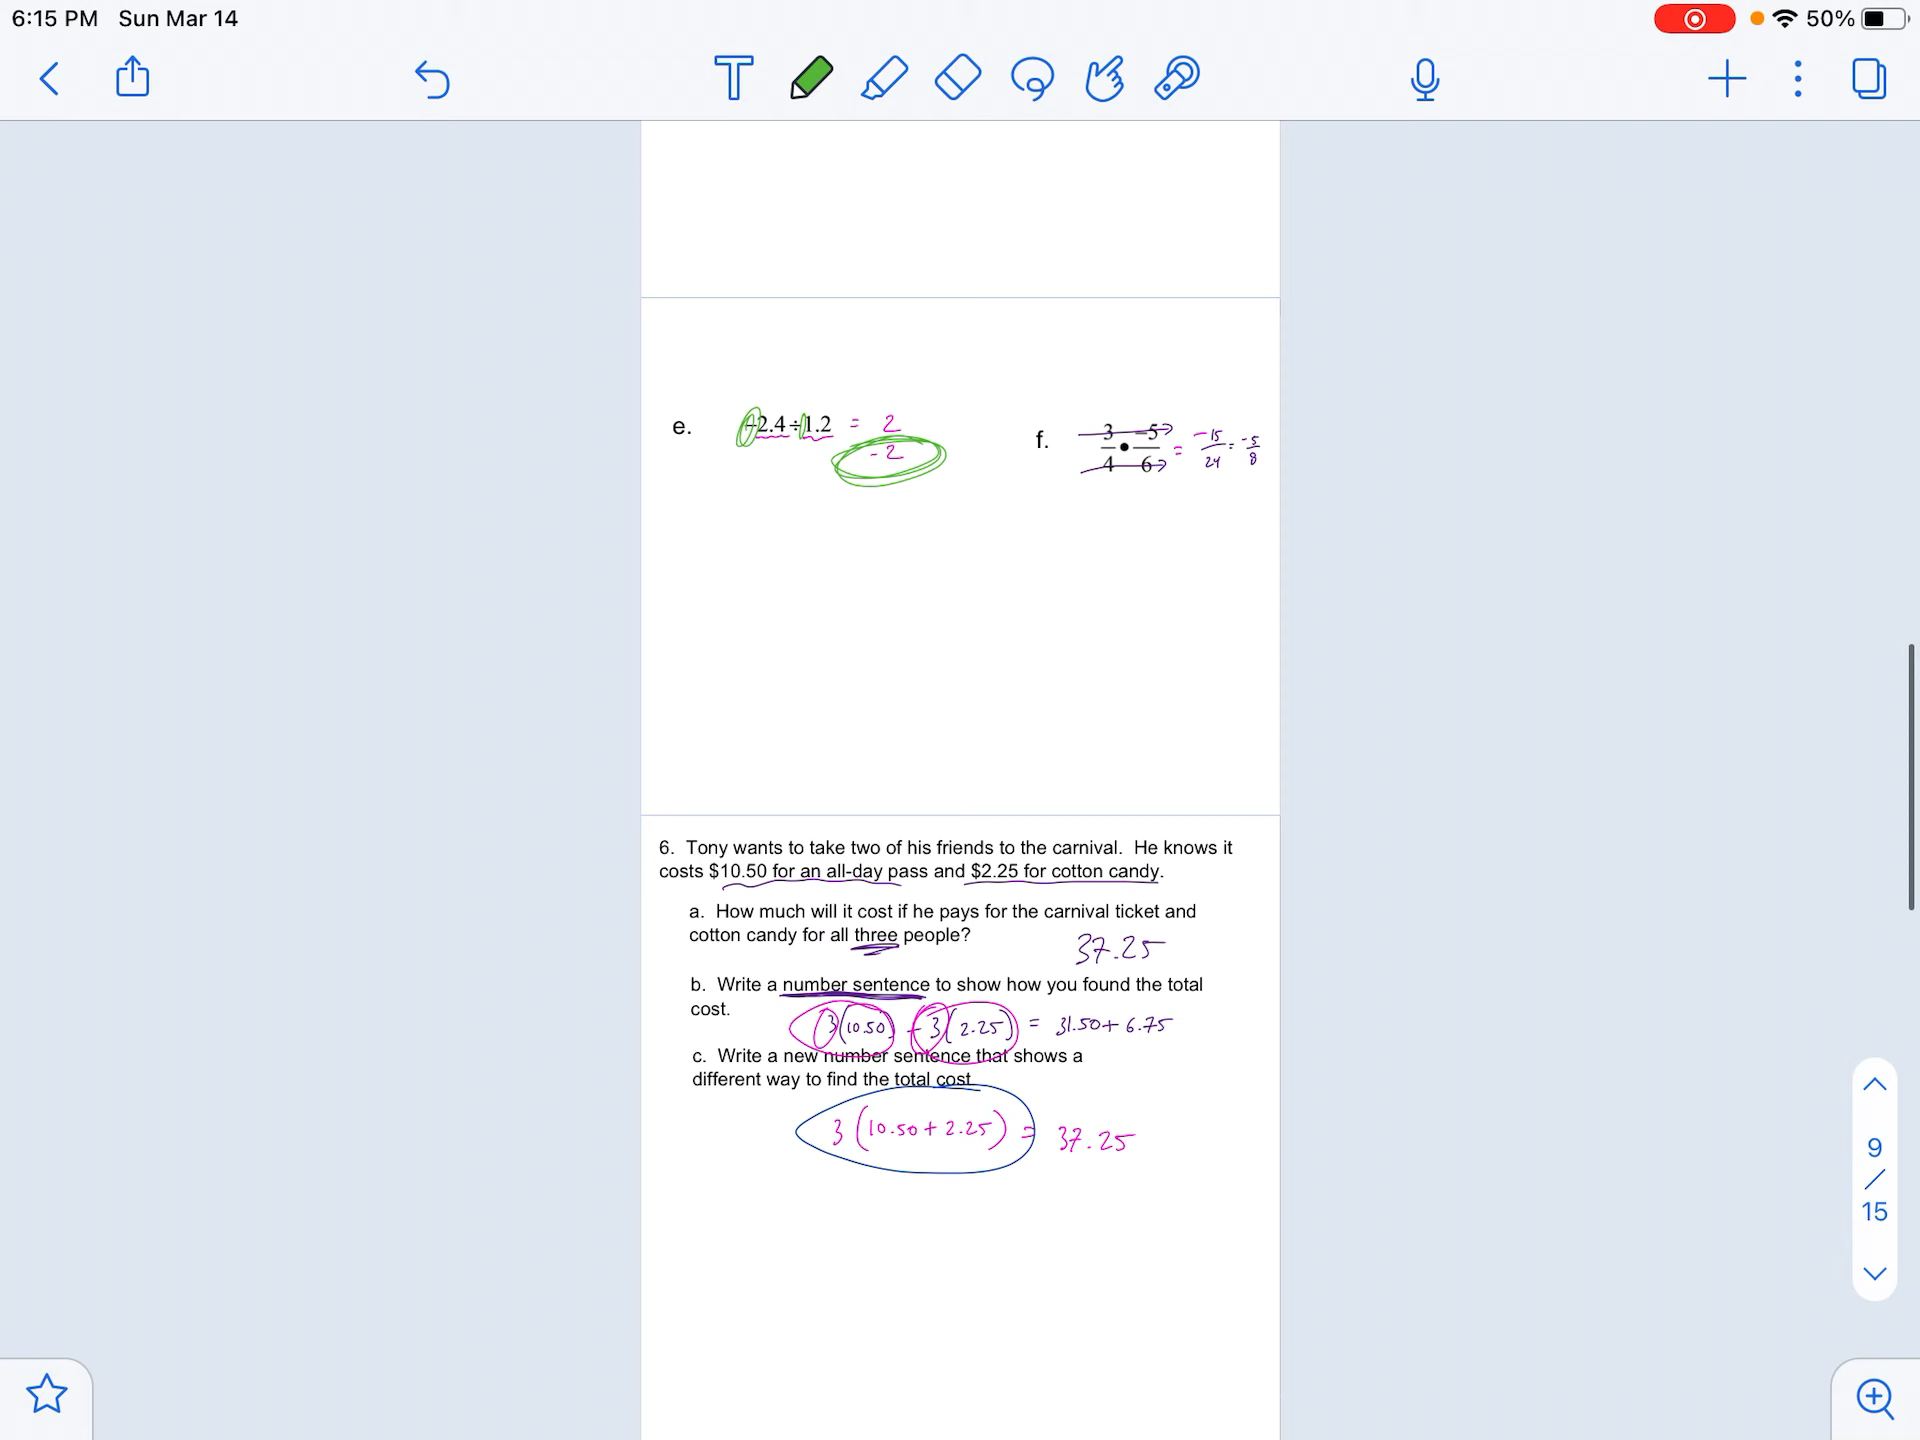 6:15 PM Sun Mar 14
50%
e. -2.4÷1.2 = 2
-2
f. 3/4 • -5/6 = -15/24 = -5/8
6. Tony wants to take two of his friends to the carnival. He knows it
costs $10.50 for an all-day pass and $2.25 for cotton candy.
a. How much will it cost if he pays for the carnival ticket and
cotton candy for all three people?
37.25
b. Write a number sentence to show how you found the total
cost.
3(10.50) + 3(2.25) = 31.50+6.75
c. Write a new number sentence that shows a
different way to find the total cost.
3(10.50+2.25) = 37.25
9
/
15